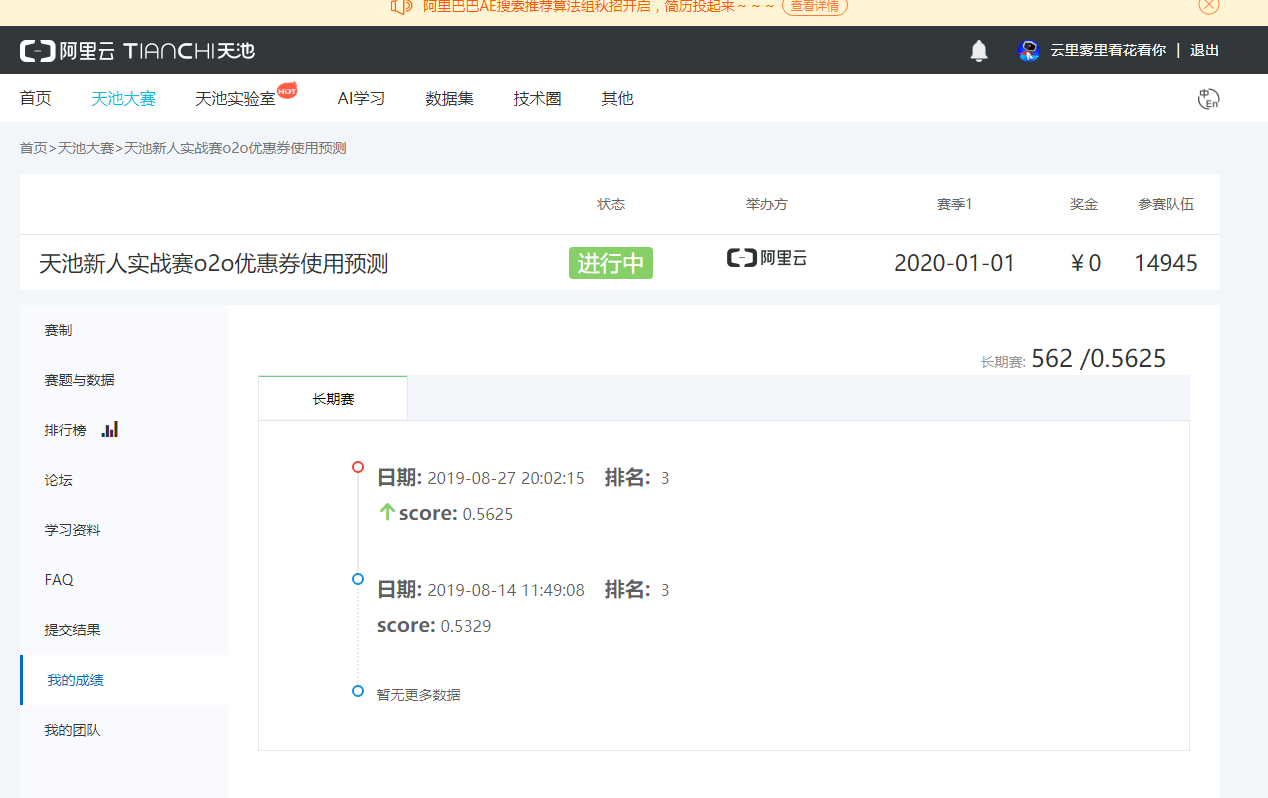 阿里巴巴AE搜索推荐算法组秋招开启，简历投起来～～～ 查看详情
阿里云 TIANCHI天池 云里雾里看花看你 | 退出
首页 天池大赛 天池实验室 HOT AI学习 数据集 技术圈 其他 中 En
首页>天池大赛>天池新人实战赛o2o优惠券使用预测
状态 举办方 赛季1 奖金 参赛队伍
天池新人实战赛o2o优惠券使用预测 进行中 阿里云 2020-01-01 ￥0 14945
赛制
赛题与数据
排行榜
论坛
学习资料
FAQ
提交结果
我的成绩
我的团队
长期赛: 562 /0.5625
长期赛
日期: 2019-08-27 20:02:15 排名: 3
score: 0.5625
日期: 2019-08-14 11:49:08 排名: 3
score: 0.5329
暂无更多数据